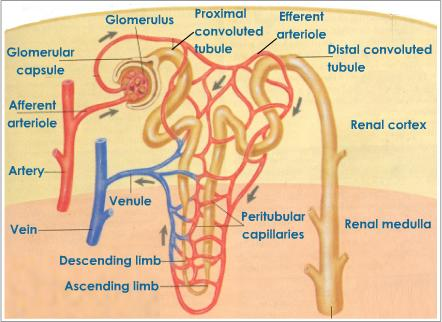 Glomerulus
Proximal
convoluted
tubule
Efferent
arteriole
Glomerular
capsule
Distal convoluted
tubule
Afferent
arteriole
Renal cortex
Artery
Venule
Peritubular
capillaries
Renal medulla
Vein
Descending limb
Ascending limb